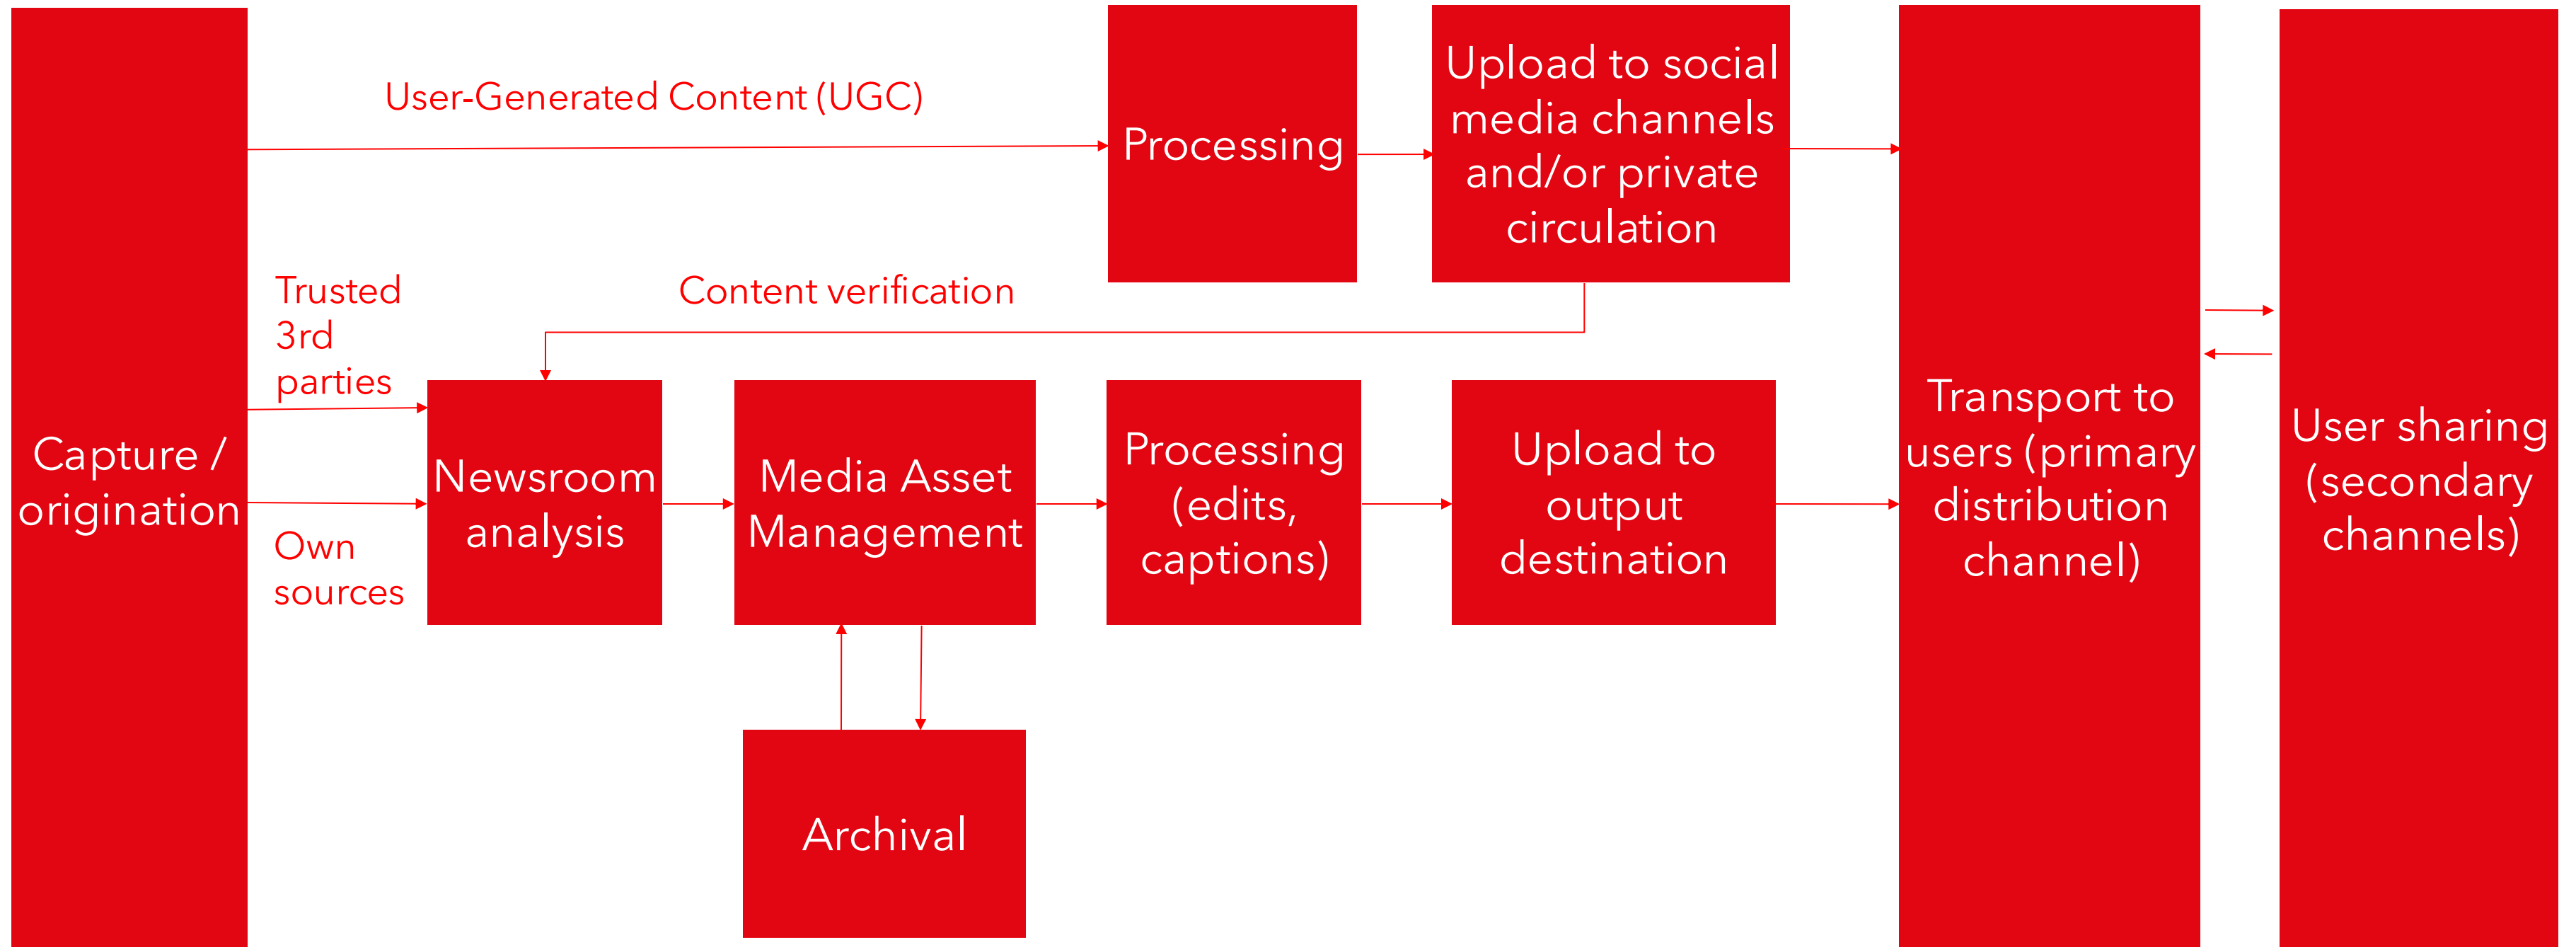 Capture /
origination
User-Generated Content (UGC)
Trusted
3rd
parties
Own
sources
Content verification
Processing
Upload to social
media channels
and/or private
circulation
Newsroom
analysis
Media Asset
Management
Processing
(edits,
captions)
Upload to
output
destination
Archival
Transport to
users (primary
distribution
channel)
User sharing
(secondary
channels)